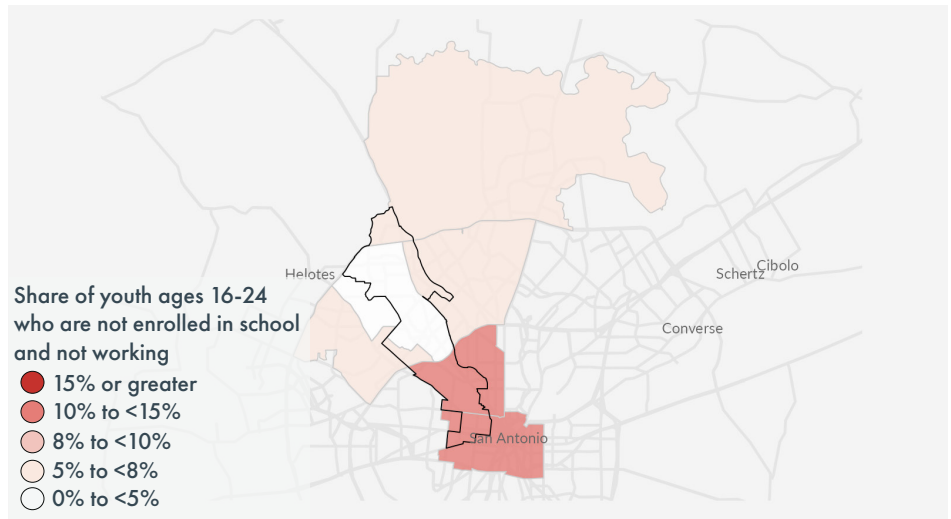 Helotes
Cibolo
Schertz
Converse
San Antonio
Share of youth ages 16-24
who are not enrolled in school
and not working
15% or greater
10% to <15%
8% to <10%
5% to <8%
0% to <5%